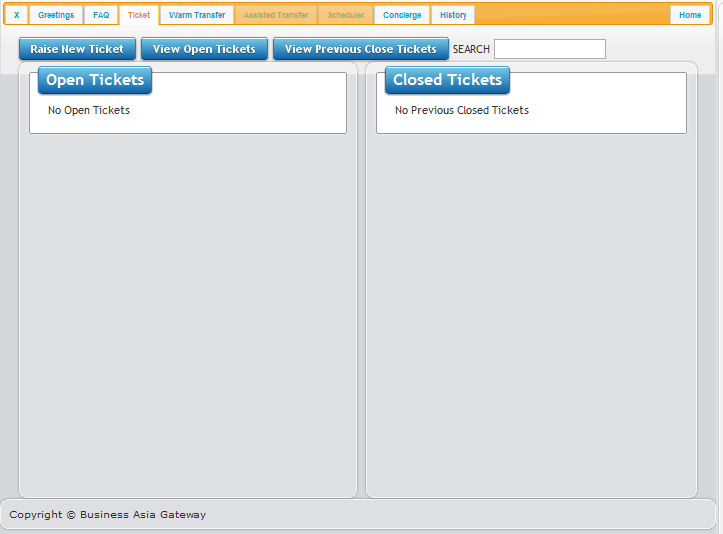 X Greetings FAQ Ticket Warm Transfer Assisted Transfer Scheduler Concierge History Home
Raise New Ticket View Open Tickets View Previous Close Tickets SEARCH
Open Tickets
No Open Tickets
Closed Tickets
No Previous Closed Tickets
Copyright © Business Asia Gateway